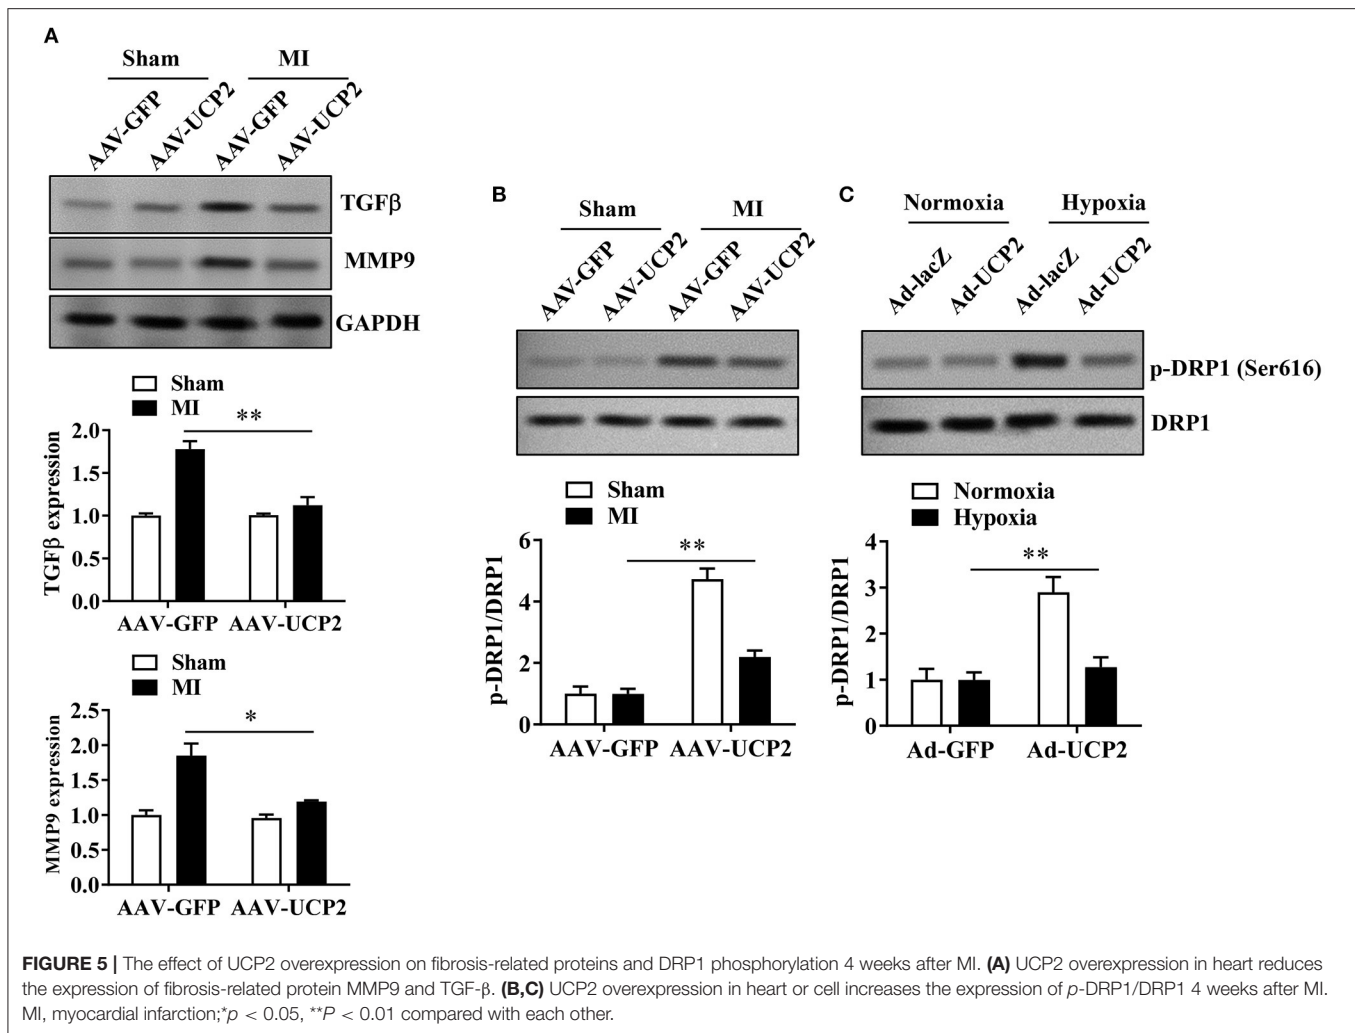 A
Sham MI
AAV-GFP AAV-UCP2 AAV-GFP AAV-UCP2
TGFβ
MMP9
GAPDH
Sham
MI
**
TGFβ expression
2.0
1.5
1.0
0.5
0.0
AAV-GFP AAV-UCP2
Sham
MI
*
MMP9 expression
2.5
2.0
1.5
1.0
0.5
0.0
AAV-GFP AAV-UCP2
B
Sham MI
AAV-GFP AAV-UCP2 AAV-GFP AAV-UCP2
Sham
MI
**
p-DRP1/DRP1
6
4
2
0
AAV-GFP AAV-UCP2
C
Normoxia Hypoxia
Ad-lacZ Ad-UCP2 Ad-lacZ Ad-UCP2
p-DRP1 (Ser616)
DRP1
Normoxia
Hypoxia
**
p-DRP1/DRP1
4
3
2
1
0
Ad-GFP Ad-UCP2
FIGURE 5 | The effect of UCP2 overexpression on fibrosis-related proteins and DRP1 phosphorylation 4 weeks after MI. (A) UCP2 overexpression in heart reduces
the expression of fibrosis-related protein MMP9 and TGF-β. (B,C) UCP2 overexpression in heart or cell increases the expression of p-DRP1/DRP1 4 weeks after MI.
MI, myocardial infarction;*p < 0.05, **P < 0.01 compared with each other.